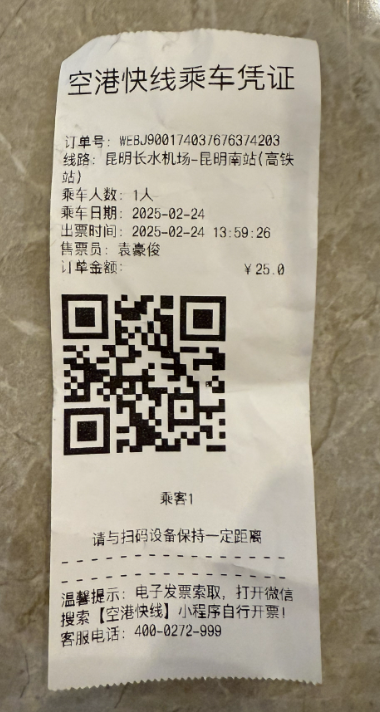 空港快线乘车凭证
订单号：WEBJ900174037676374203
线路：昆明长水机场-昆明南站(高铁
站)
乘车人数：1人
乘车日期：2025-02-24
出票时间：2025-02-24 13:59:26
售票员：袁豪俊
订单金额： ￥25.0
乘客1
请与扫码设备保持一定距离
温馨提示：电子发票索取，打开微信
搜索【空港快线】小程序自行开票!
客服电话：400-0272-999